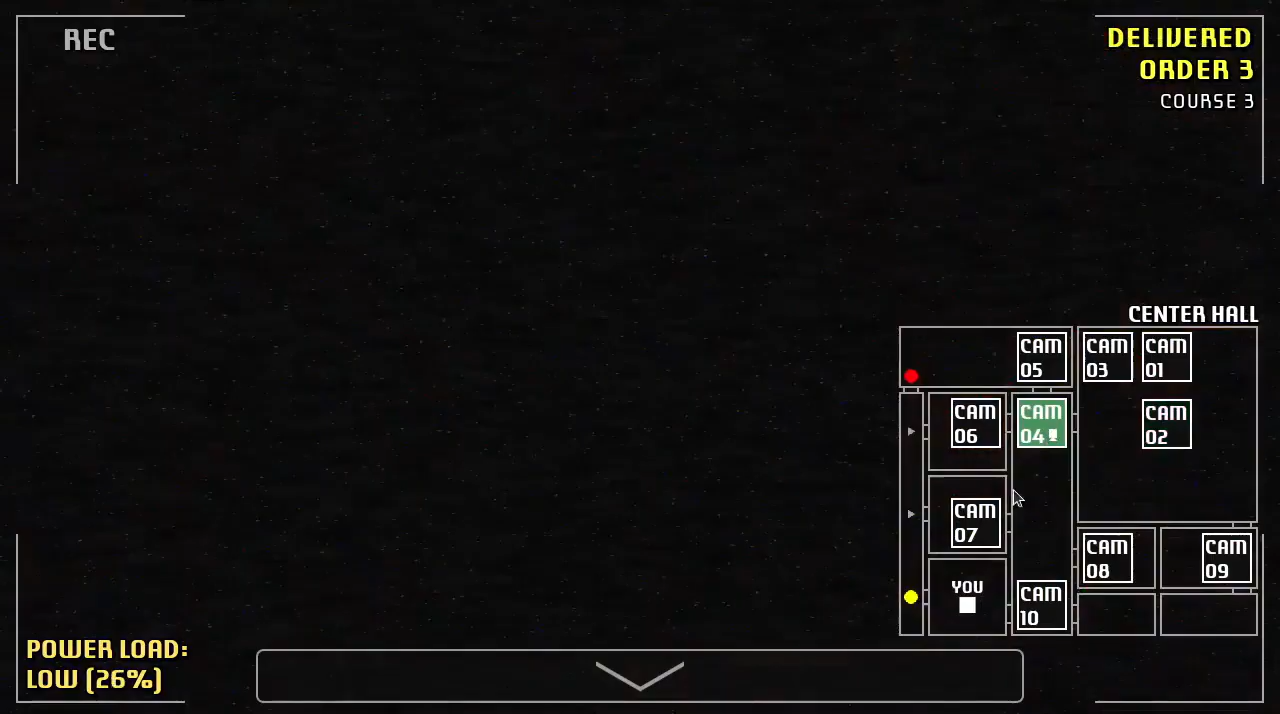 REC
DELIVERED
ORDER 3
COURSE 3
CENTER HALL
CAM
05
CAM
03
CAM
01
CAM
06
CAM
04
CAM
02
CAM
07
CAM
08
CAM
09
YOU
CAM
10
POWER LOAD:
LOW (26%)